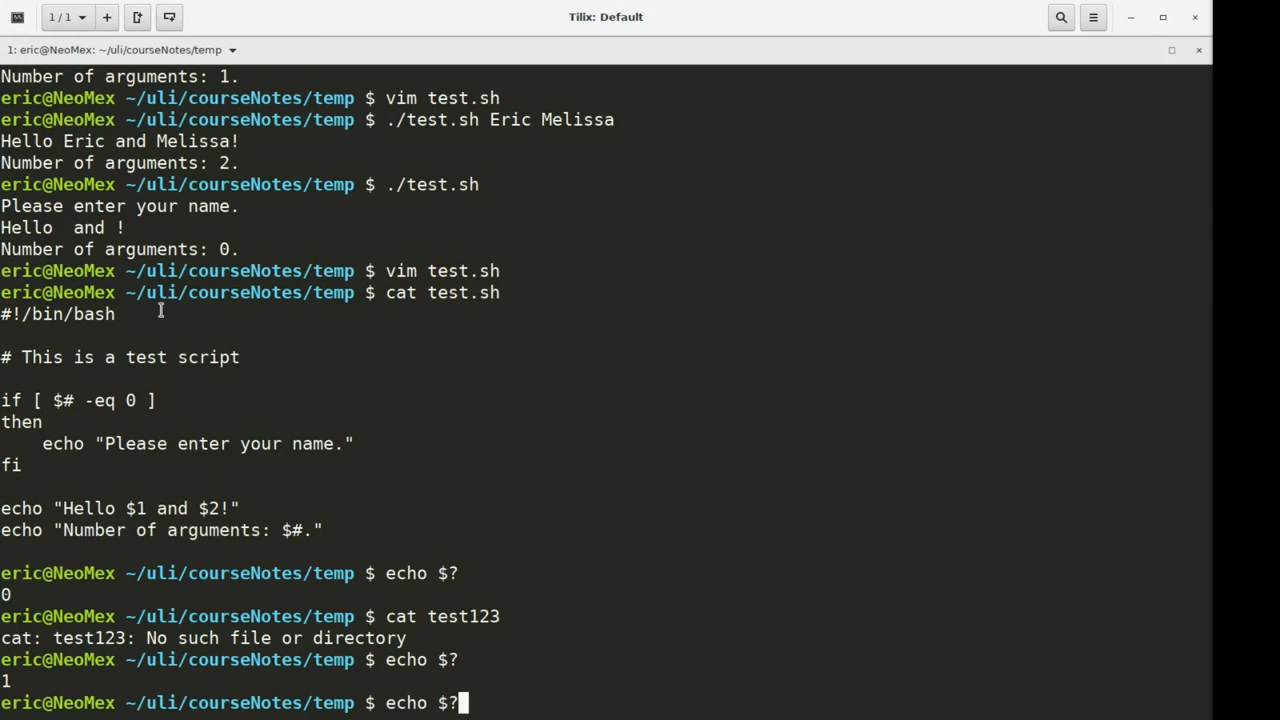 1 / 1
Tilix: Default
1: eric@NeoMex: ~/uli/courseNotes/temp
Number of arguments: 1.
eric@NeoMex ~/uli/courseNotes/temp $ vim test.sh
eric@NeoMex ~/uli/courseNotes/temp $ ./test.sh Eric Melissa
Hello Eric and Melissa!
Number of arguments: 2.
eric@NeoMex ~/uli/courseNotes/temp $ ./test.sh
Please enter your name.
Hello  and !
Number of arguments: 0.
eric@NeoMex ~/uli/courseNotes/temp $ vim test.sh
eric@NeoMex ~/uli/courseNotes/temp $ cat test.sh
#!/bin/bash
# This is a test script
if [ $# -eq 0 ]
then
    echo "Please enter your name."
fi
echo "Hello $1 and $2!"
echo "Number of arguments: $#."
eric@NeoMex ~/uli/courseNotes/temp $ echo $?
0
eric@NeoMex ~/uli/courseNotes/temp $ cat test123
cat: test123: No such file or directory
eric@NeoMex ~/uli/courseNotes/temp $ echo $?
1
eric@NeoMex ~/uli/courseNotes/temp $ echo $?